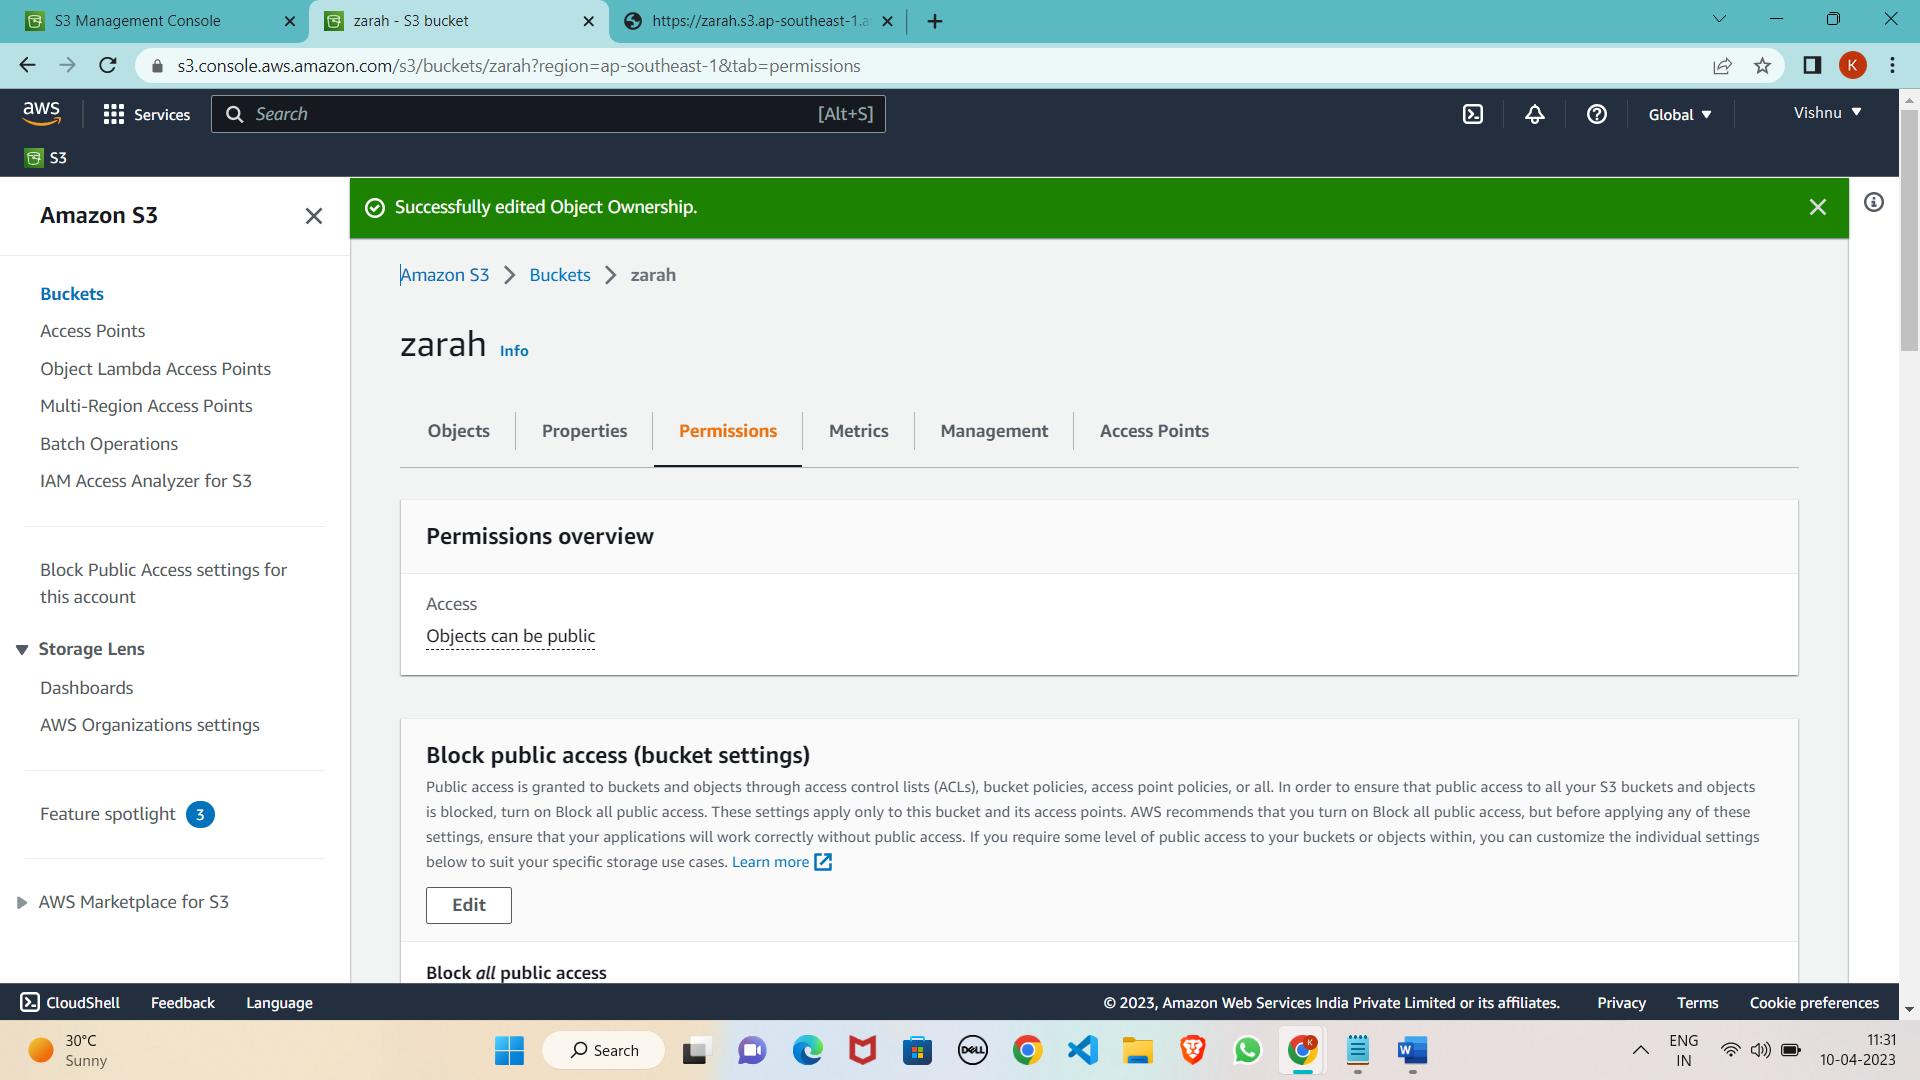 S3 Management Console
zarah - S3 bucket
https://zarah.s3.ap-southeast-1.a
s3.console.aws.amazon.com/s3/buckets/zarah?region=ap-southeast-1&tab=permissions
K
aws
Services
Search
[Alt+S]
Global
Vishnu
S3
Amazon S3
Successfully edited Object Ownership.
Amazon S3
Buckets
zarah
Buckets
Access Points
Object Lambda Access Points
Multi-Region Access Points
Batch Operations
IAM Access Analyzer for S3
Block Public Access settings for
this account
Storage Lens
Dashboards
AWS Organizations settings
Feature spotlight 3
AWS Marketplace for S3
zarah Info
Objects
Properties
Permissions
Metrics
Management
Access Points
Permissions overview
Access
Objects can be public
Block public access (bucket settings)
Public access is granted to buckets and objects through access control lists (ACLs), bucket policies, access point policies, or all. In order to ensure that public access to all your S3 buckets and objects
is blocked, turn on Block all public access. These settings apply only to this bucket and its access points. AWS recommends that you turn on Block all public access, but before applying any of these
settings, ensure that your applications will work correctly without public access. If you require some level of public access to your buckets or objects within, you can customize the individual settings
below to suit your specific storage use cases. Learn more
Edit
Block all public access
CloudShell
Feedback
Language
© 2023, Amazon Web Services India Private Limited or its affiliates.
Privacy
Terms
Cookie preferences
30°C
Sunny
Search
DELL
K
W
ENG
IN
11:31
10-04-2023